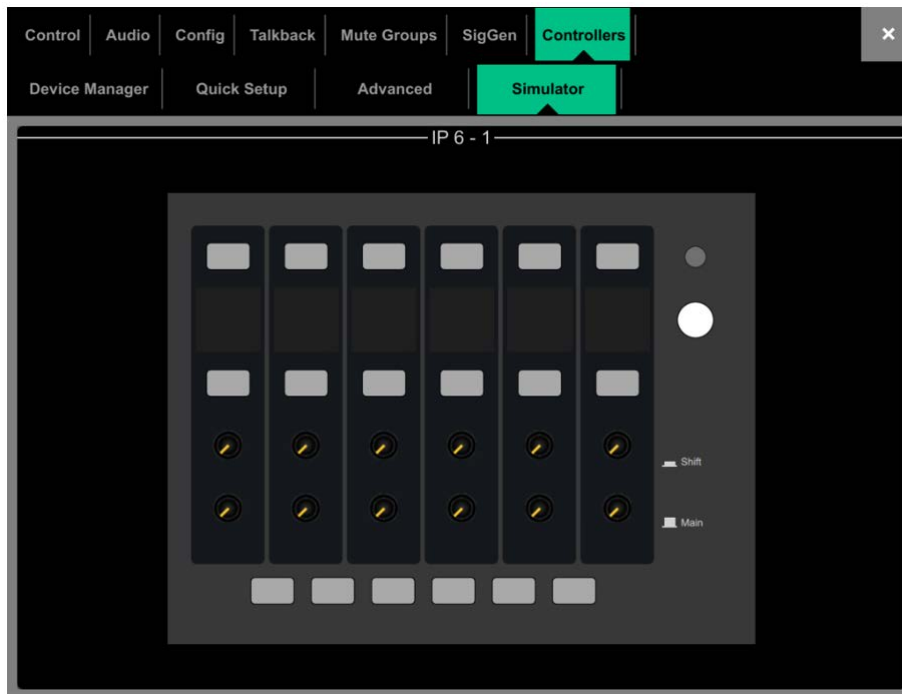 Control Audio Config Talkback Mute Groups SigGen Controllers ×
Device Manager Quick Setup Advanced Simulator
IP 6 - 1
Shift
Main